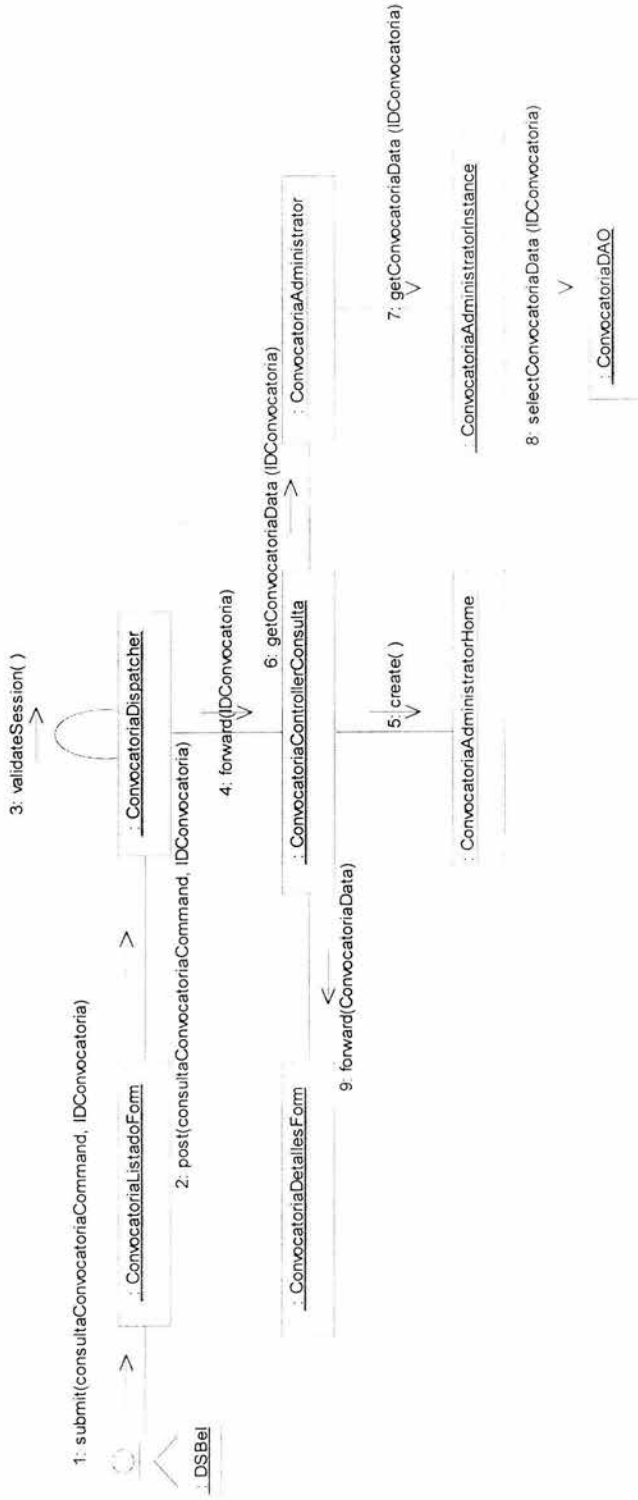 3: validateSession( )
1: submit(consultaConvocatoriaCommand, IDConvocatoria)
: DSBel
: ConvocatoriaListadoForm
: ConvocatoriaDispatcher
2: post(consultaConvocatoriaCommand, IDConvocatoria)
4: forward(IDConvocatoria)
6: getConvocatoriaData (IDConvocatoria)
: ConvocatoriaDetallesForm
: ConvocatoriaControllerConsulta
: ConvocatoriaAdministrator
9: forward(ConvocatoriaData)
5: create( )
7: getConvocatoriaData (IDConvocatoria)
: ConvocatoriaAdministratorHome
: ConvocatoriaAdministratorInstance
8: selectConvocatoriaData (IDConvocatoria)
: ConvocatoriaDAO